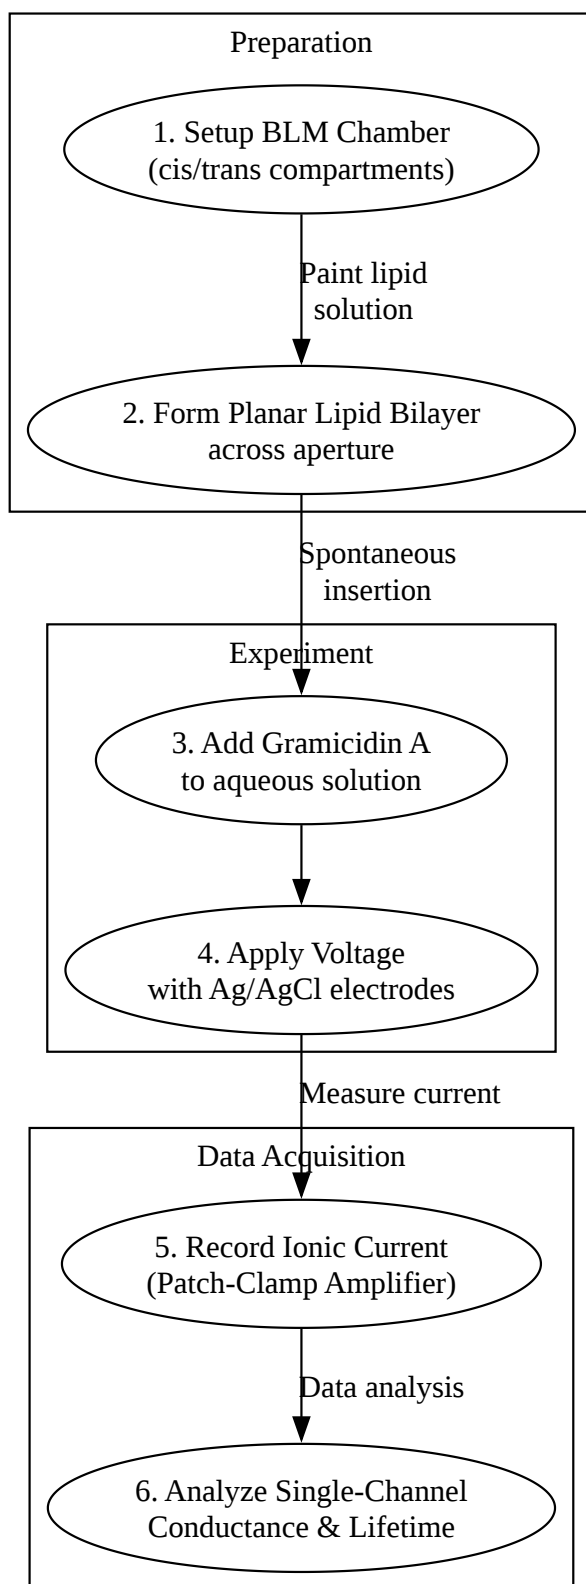 Preparation
1. Setup BLM Chamber
(cis/trans compartments)
Paint lipid
solution
2. Form Planar Lipid Bilayer
across aperture
Spontaneous
insertion
Experiment
3. Add Gramicidin A
to aqueous solution
4. Apply Voltage
with Ag/AgCl electrodes
Measure current
Data Acquisition
5. Record Ionic Current
(Patch-Clamp Amplifier)
Data analysis
6. Analyze Single-Channel
Conductance & Lifetime